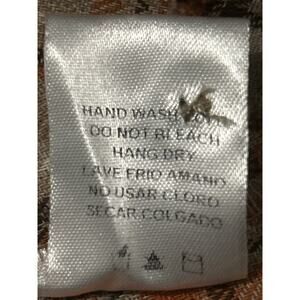 HAND WASH
DO NOT BLEACH
HANG DRY
LAVE FRIO AMANO
NO USAR CLORO
SECAR COLGADO